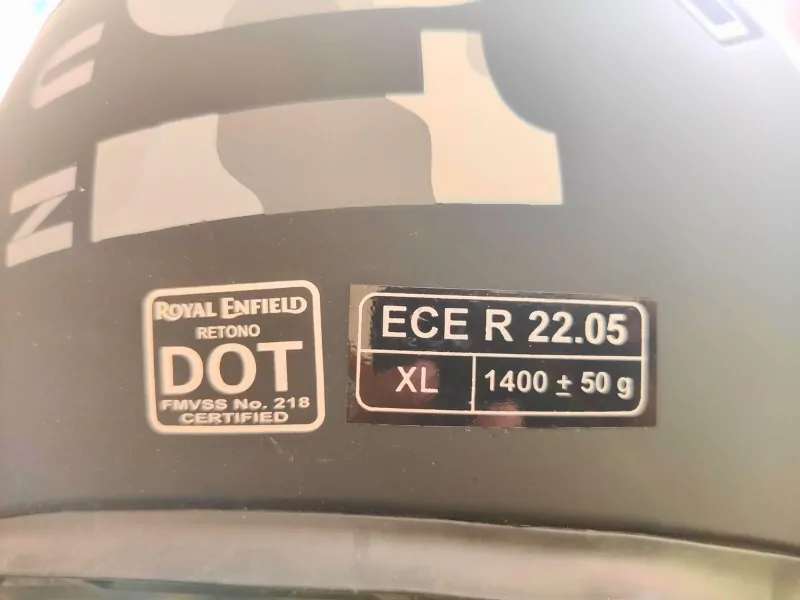 ROYAL ENFIELD
RETONO
DOT
FMVSS No. 218
CERTIFIED
ECE R 22.05
XL
1400 ± 50 g